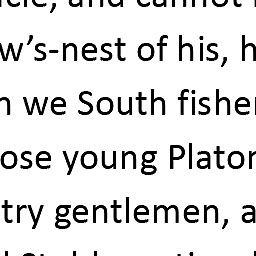 cle, and cannot
w’s-nest of his, h
n we South fisher
ose young Platon
try gentlemen, a